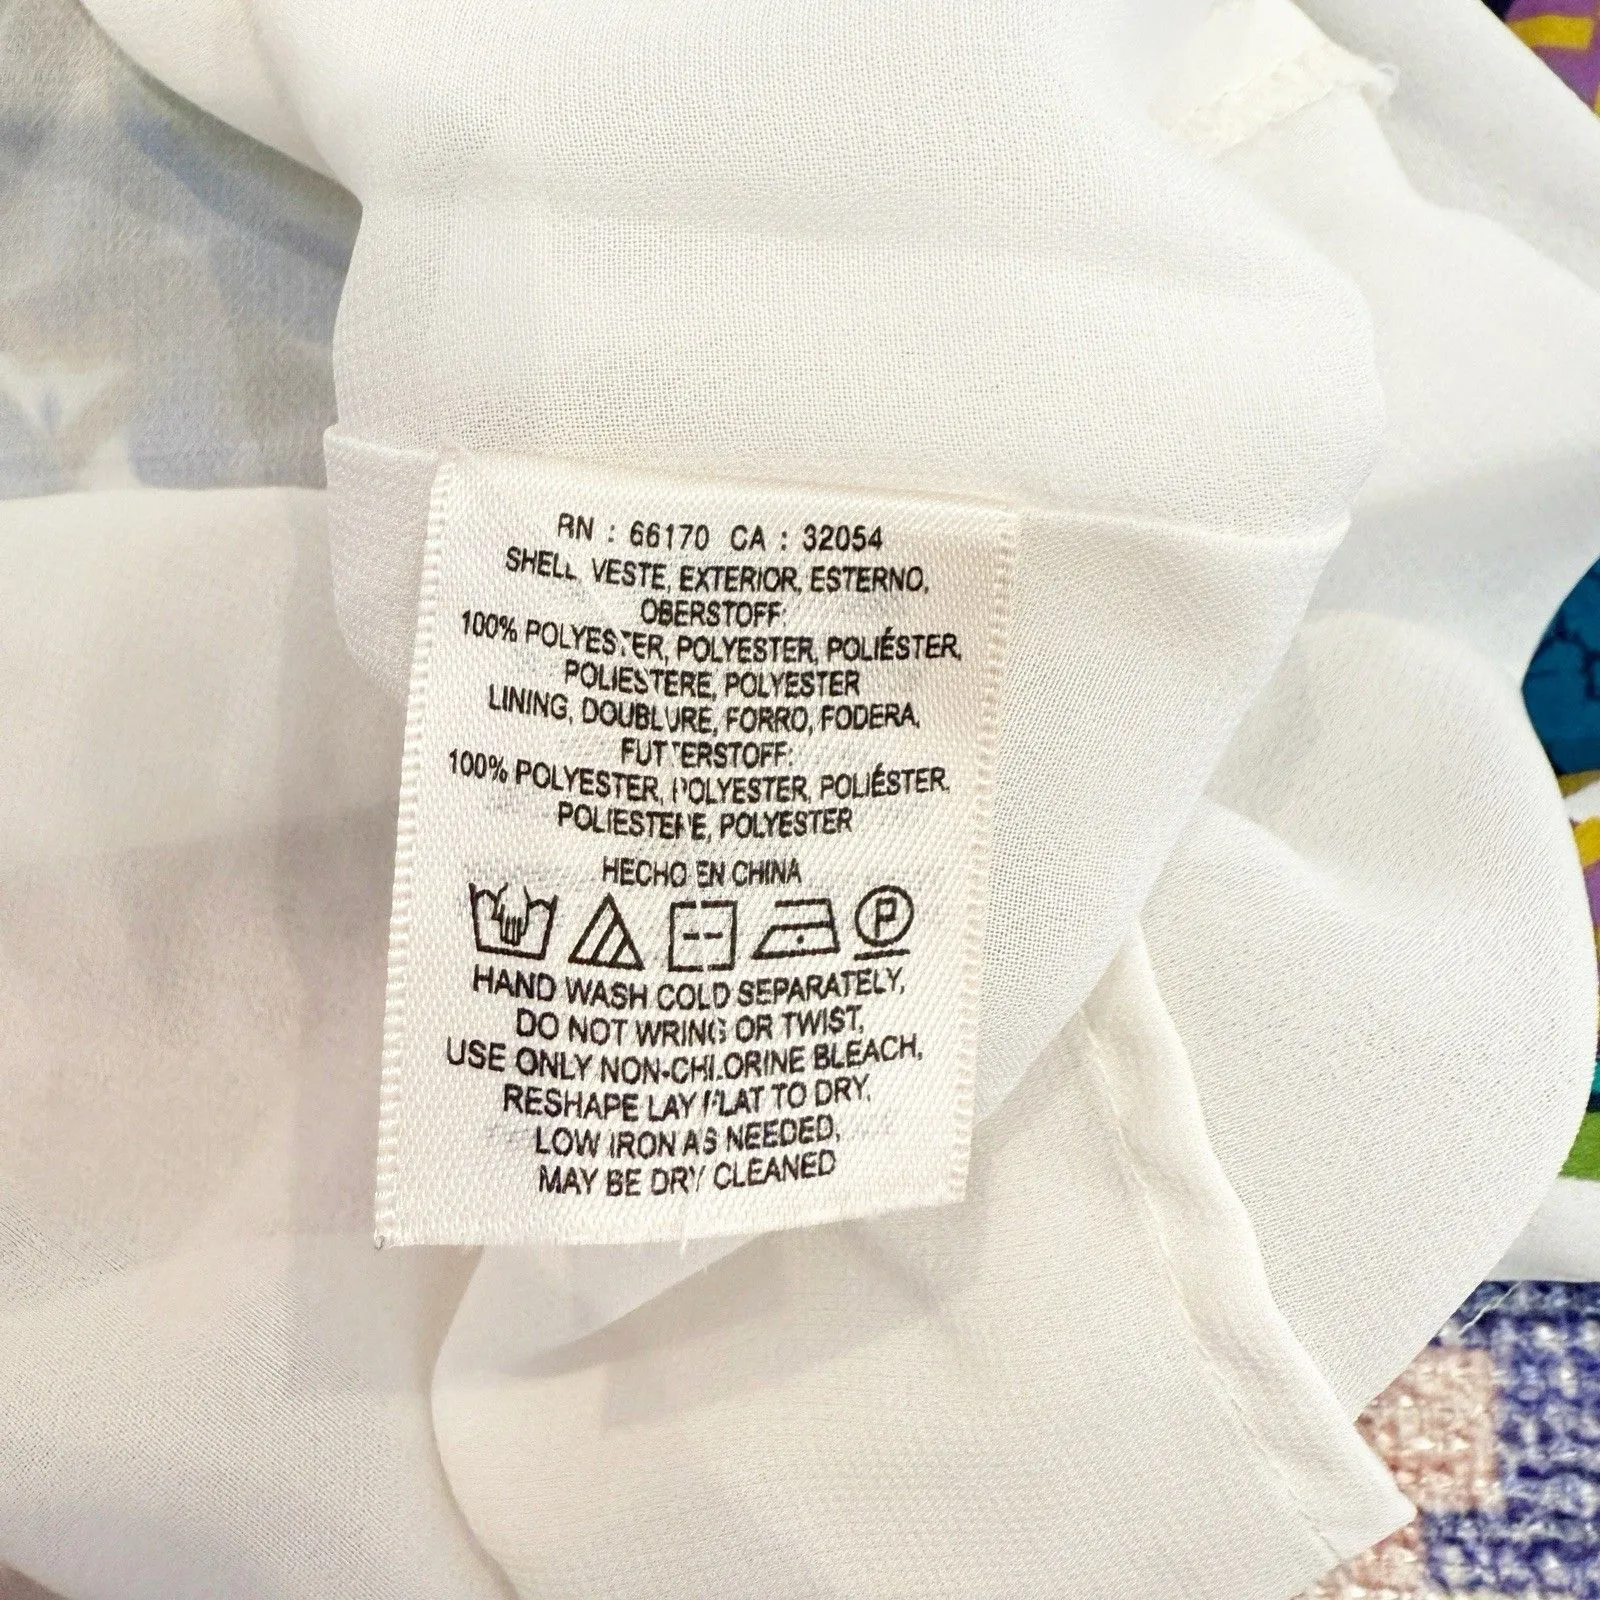 RN : 66170 CA : 32054
SHELL, VESTE, EXTERIOR, ESTERNO,
OBERSTOFF:
100% POLYESTER, POLYESTER, POLIÉSTER,
POLIESTERE, POLYESTER
LINING, DOUBLURE, FORRO, FODERA,
FUTTERSTOFF:
100% POLYESTER, POLYESTER, POLIÉSTER,
POLIESTERE, POLYESTER
HECHO EN CHINA
P
HAND WASH COLD SEPARATELY,
DO NOT WRING OR TWIST,
USE ONLY NON-CHLORINE BLEACH,
RESHAPE LAY FLAT TO DRY,
LOW IRON AS NEEDED,
MAY BE DRY CLEANED